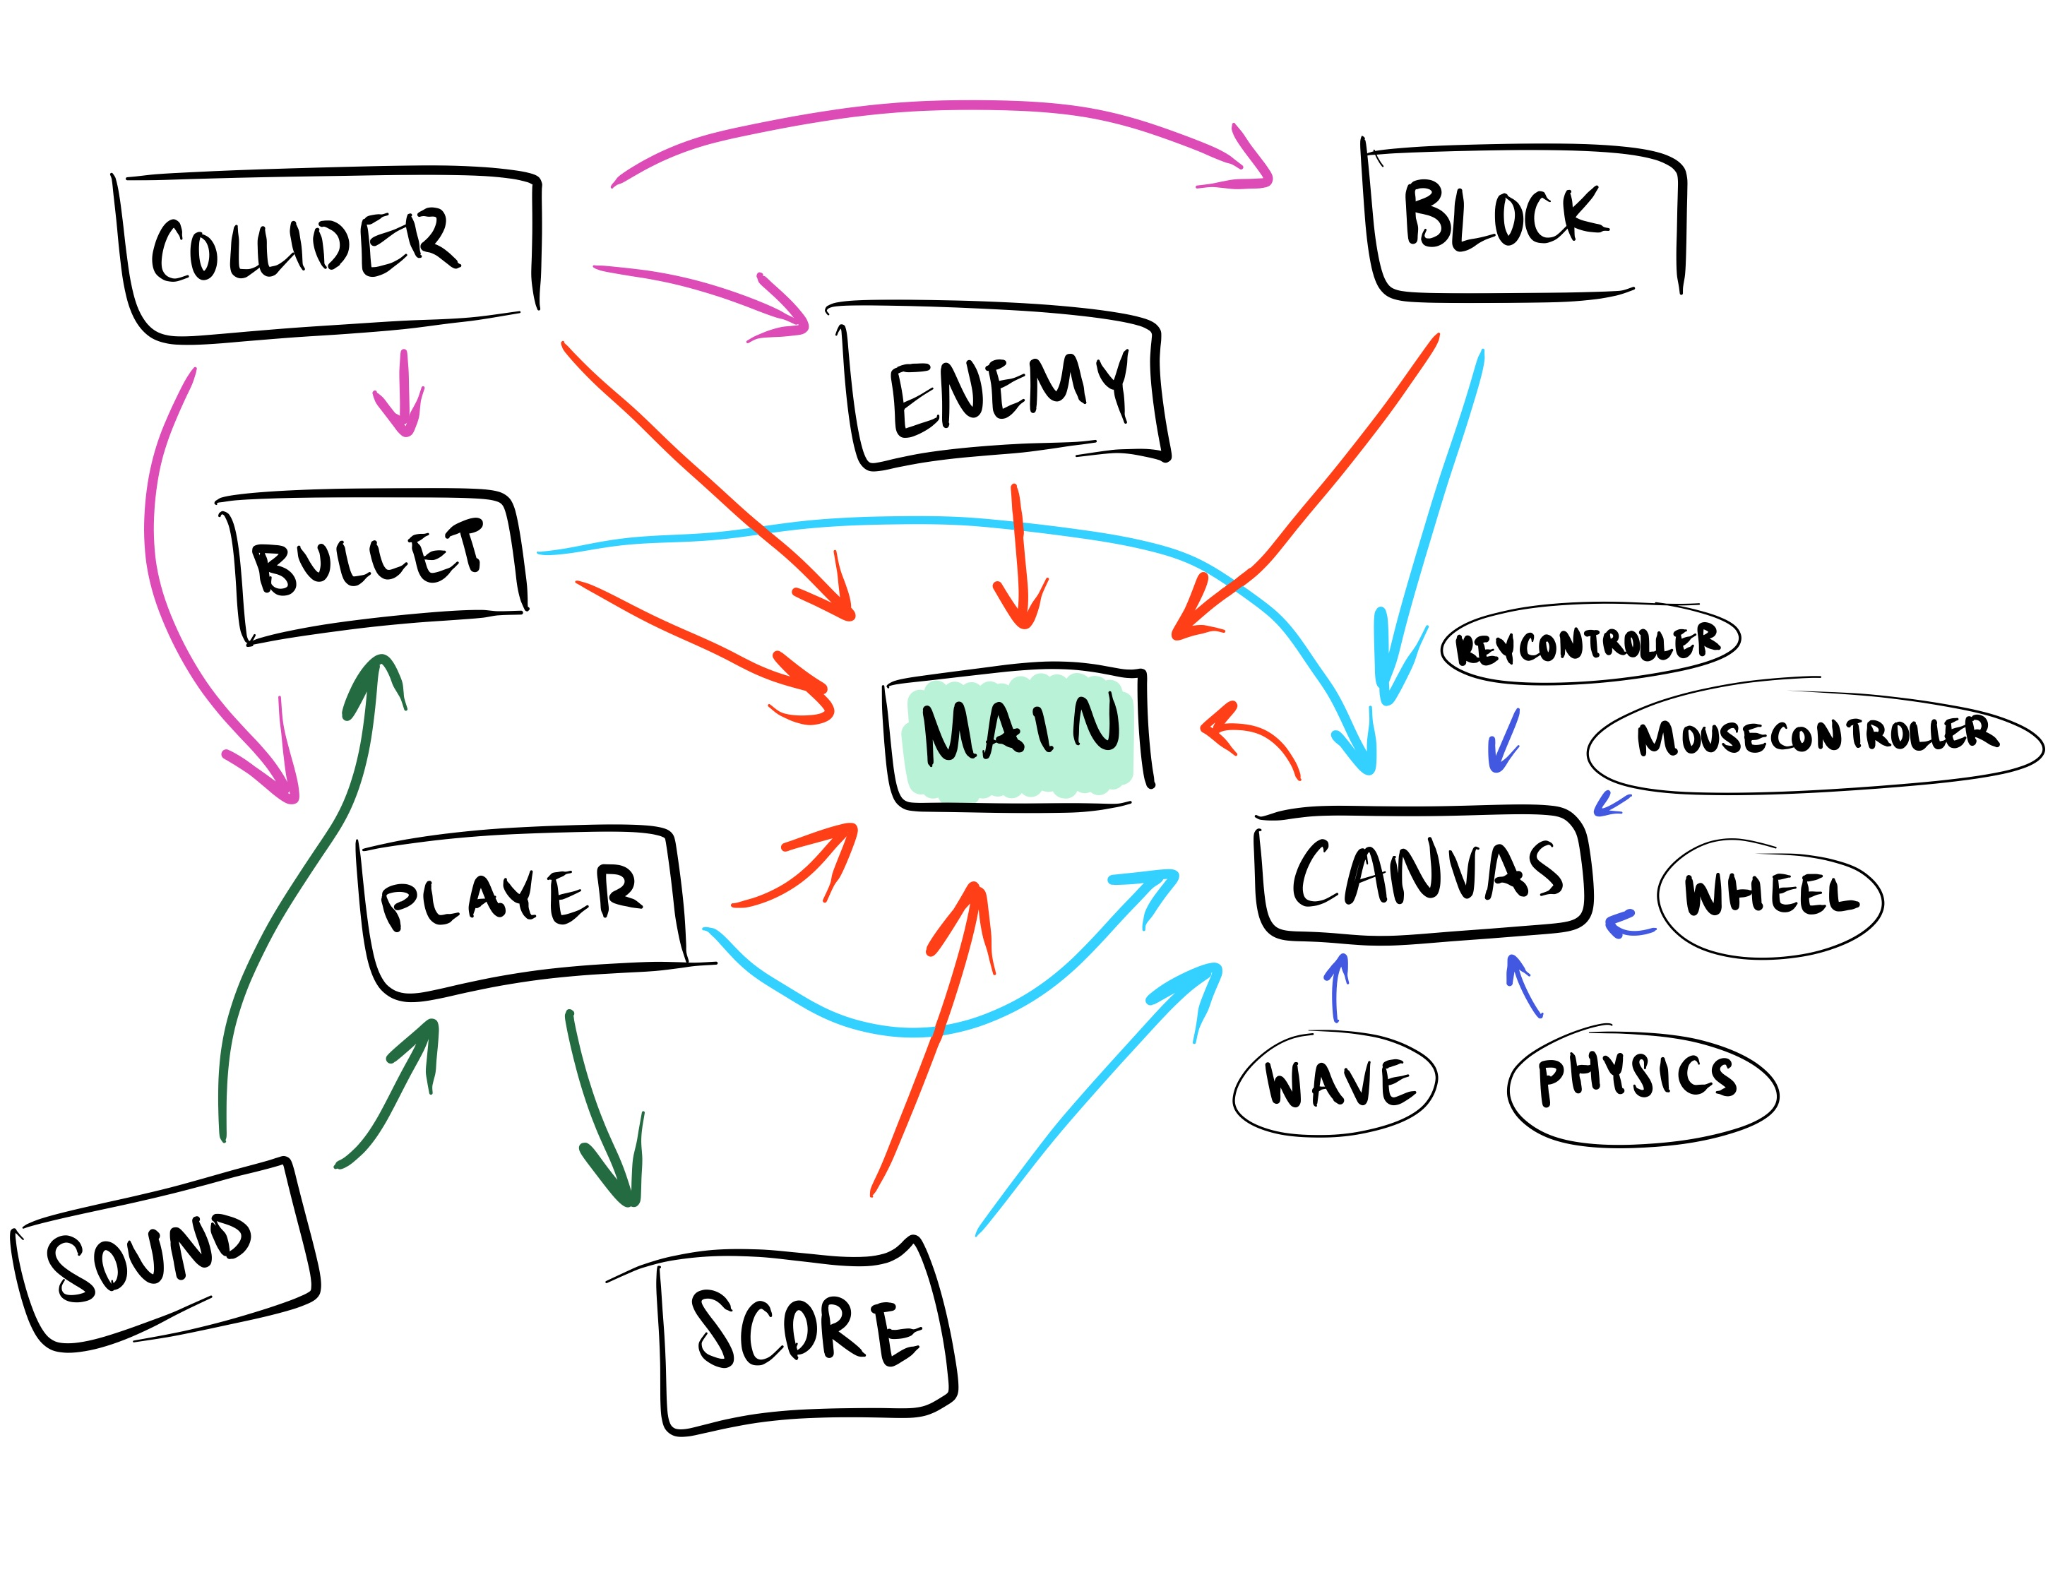 COLLIDER
BLOCK
ENEMY
BULLET
KEYCONTROLLER
MAIN
MOUSECONTROLLER
PLAYER
CANVAS
WHEEL
WAVE
PHYSICS
SOUND
SCORE